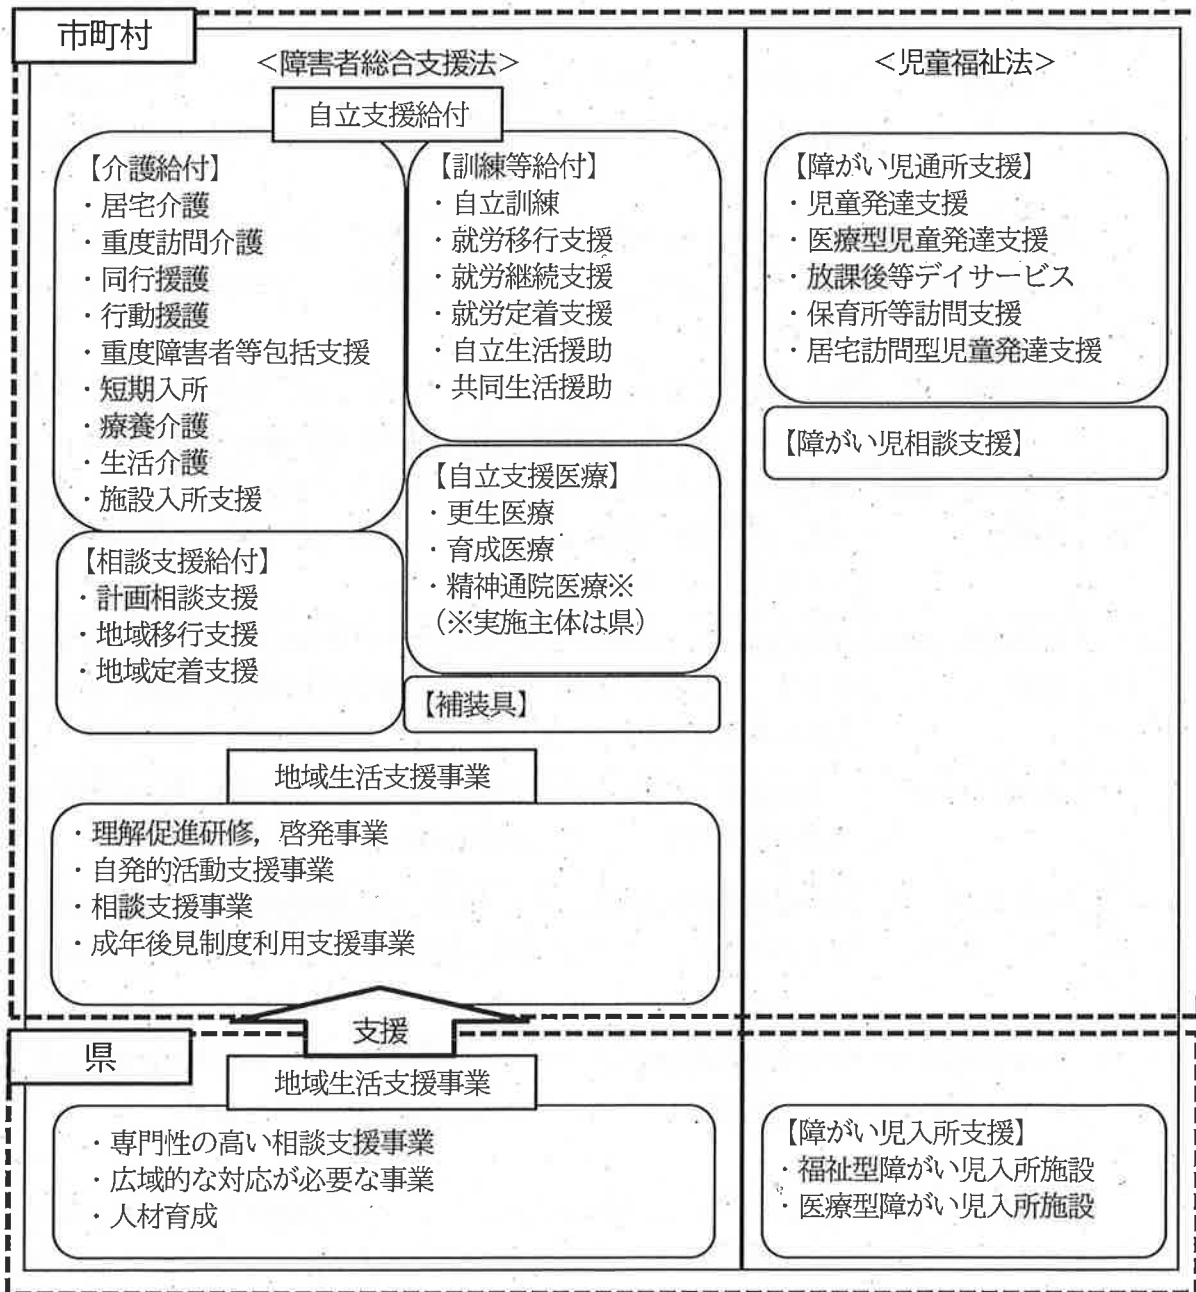 市町村
＜障害者総合支援法＞
自立支援給付
【介護給付】
・居宅介護
・重度訪問介護
・同行援護
・行動援護
・重度障害者等包括支援
・短期入所
・療養介護
・生活介護
・施設入所支援
【訓練等給付】
・自立訓練
・就労移行支援
・就労継続支援
・就労定着支援
・自立生活援助
・共同生活援助
【相談支援給付】
・計画相談支援
・地域移行支援
・地域定着支援
【自立支援医療】
・更生医療
・育成医療
・精神通院医療※
（※実施主体は県）
【補装具】
地域生活支援事業
・理解促進研修，啓発事業
・自発的活動支援事業
・相談支援事業
・成年後見制度利用支援事業
＜児童福祉法＞
【障がい児通所支援】
・児童発達支援
・医療型児童発達支援
・放課後等デイサービス
・保育所等訪問支援
・居宅訪問型児童発達支援
【障がい児相談支援】
支援
県
地域生活支援事業
・専門性の高い相談支援事業
・広域的な対応が必要な事業
・人材育成
【障がい児入所支援】
・福祉型障がい児入所施設
・医療型障がい児入所施設